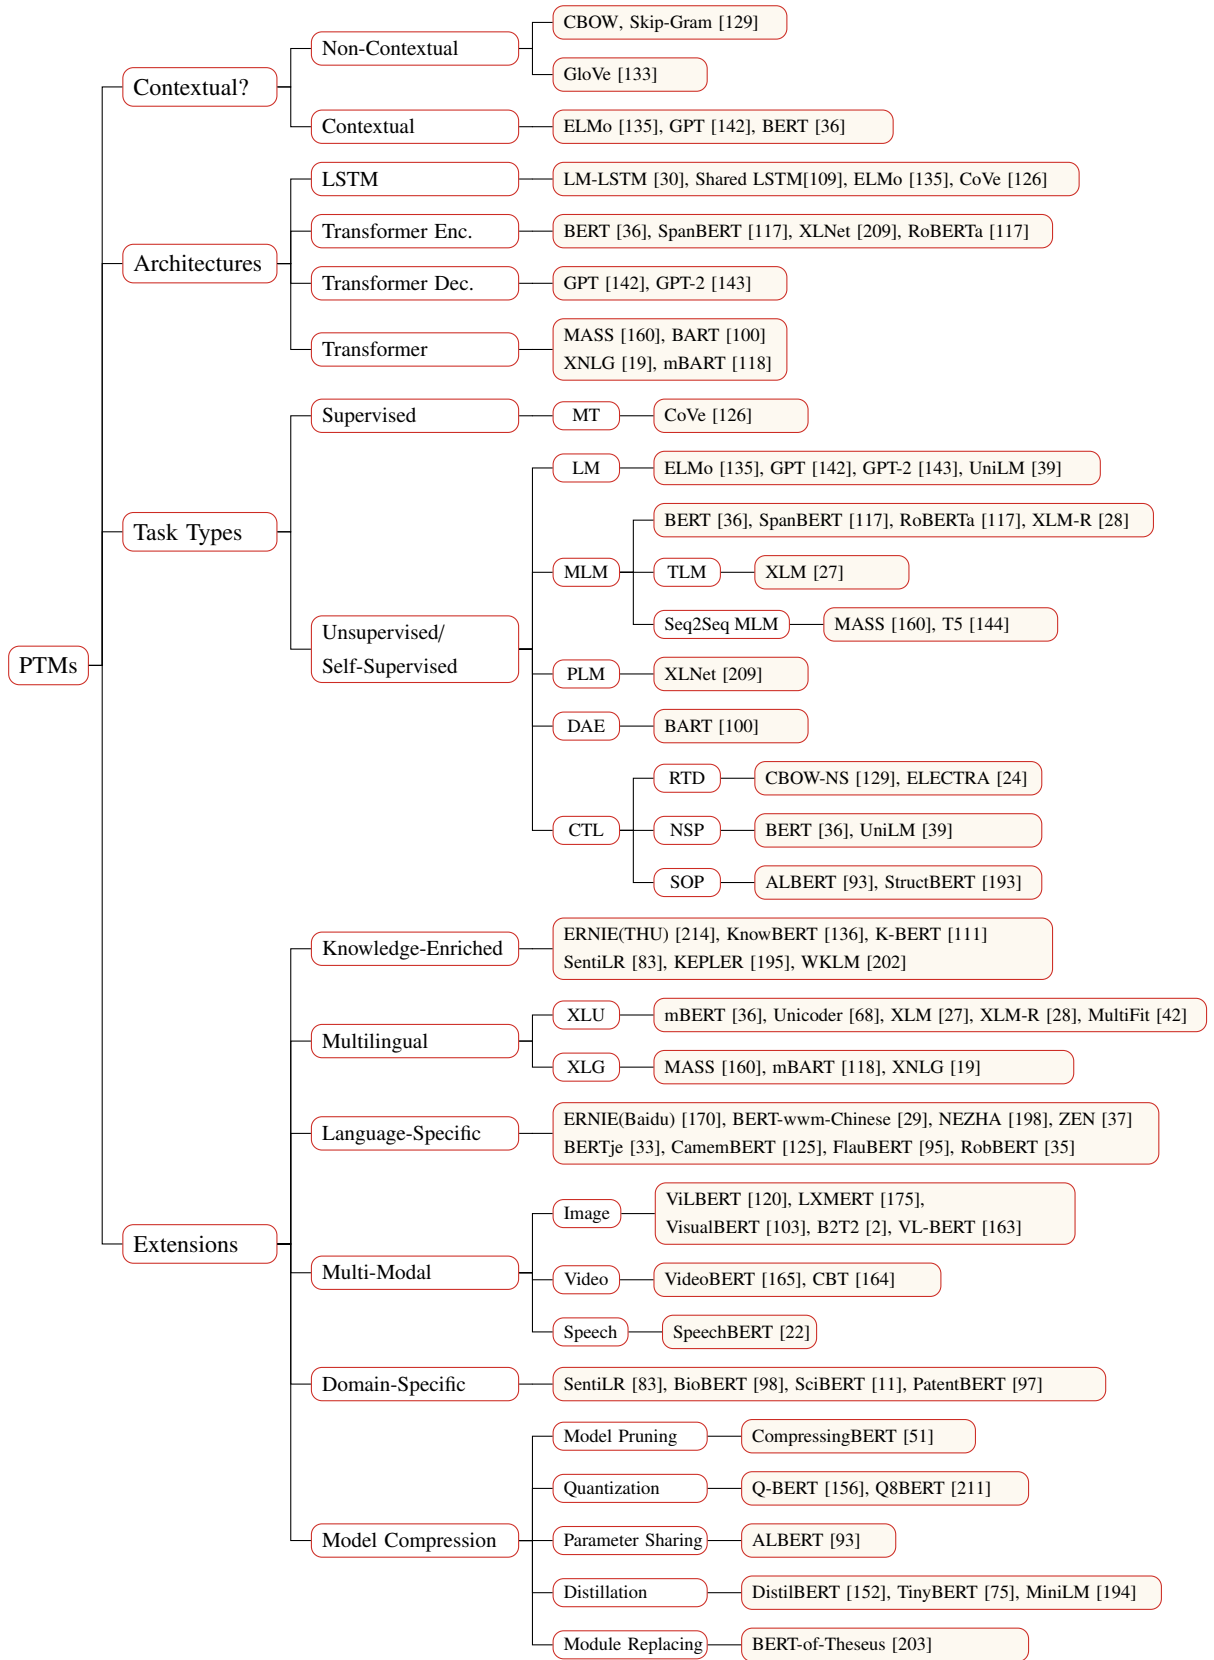 PTMs
Contextual?
Non-Contextual
CBOW, Skip-Gram [129]
GloVe [133]
Contextual
ELMo [135], GPT [142], BERT [36]
Architectures
LSTM
LM-LSTM [30], Shared LSTM[109], ELMo [135], CoVe [126]
Transformer Enc.
BERT [36], SpanBERT [117], XLNet [209], RoBERTa [117]
Transformer Dec.
GPT [142], GPT-2 [143]
Transformer
MASS [160], BART [100]
XNLG [19], mBART [118]
Task Types
Supervised
MT
CoVe [126]
Unsupervised/
Self-Supervised
LM
ELMo [135], GPT [142], GPT-2 [143], UniLM [39]
MLM
BERT [36], SpanBERT [117], RoBERTa [117], XLM-R [28]
TLM
XLM [27]
Seq2Seq MLM
MASS [160], T5 [144]
PLM
XLNet [209]
DAE
BART [100]
CTL
RTD
CBOW-NS [129], ELECTRA [24]
NSP
BERT [36], UniLM [39]
SOP
ALBERT [93], StructBERT [193]
Extensions
Knowledge-Enriched
ERNIE(THU) [214], KnowBERT [136], K-BERT [111]
SentiLR [83], KEPLER [195], WKLM [202]
Multilingual
XLU
mBERT [36], Unicoder [68], XLM [27], XLM-R [28], MultiFit [42]
XLG
MASS [160], mBART [118], XNLG [19]
Language-Specific
ERNIE(Baidu) [170], BERT-wwm-Chinese [29], NEZHA [198], ZEN [37]
BERTje [33], CamemBERT [125], FlauBERT [95], RobBERT [35]
Multi-Modal
Image
ViLBERT [120], LXMERT [175],
VisualBERT [103], B2T2 [2], VL-BERT [163]
Video
VideoBERT [165], CBT [164]
Speech
SpeechBERT [22]
Domain-Specific
SentiLR [83], BioBERT [98], SciBERT [11], PatentBERT [97]
Model Compression
Model Pruning
CompressingBERT [51]
Quantization
Q-BERT [156], Q8BERT [211]
Parameter Sharing
ALBERT [93]
Distillation
DistilBERT [152], TinyBERT [75], MiniLM [194]
Module Replacing
BERT-of-Theseus [203]